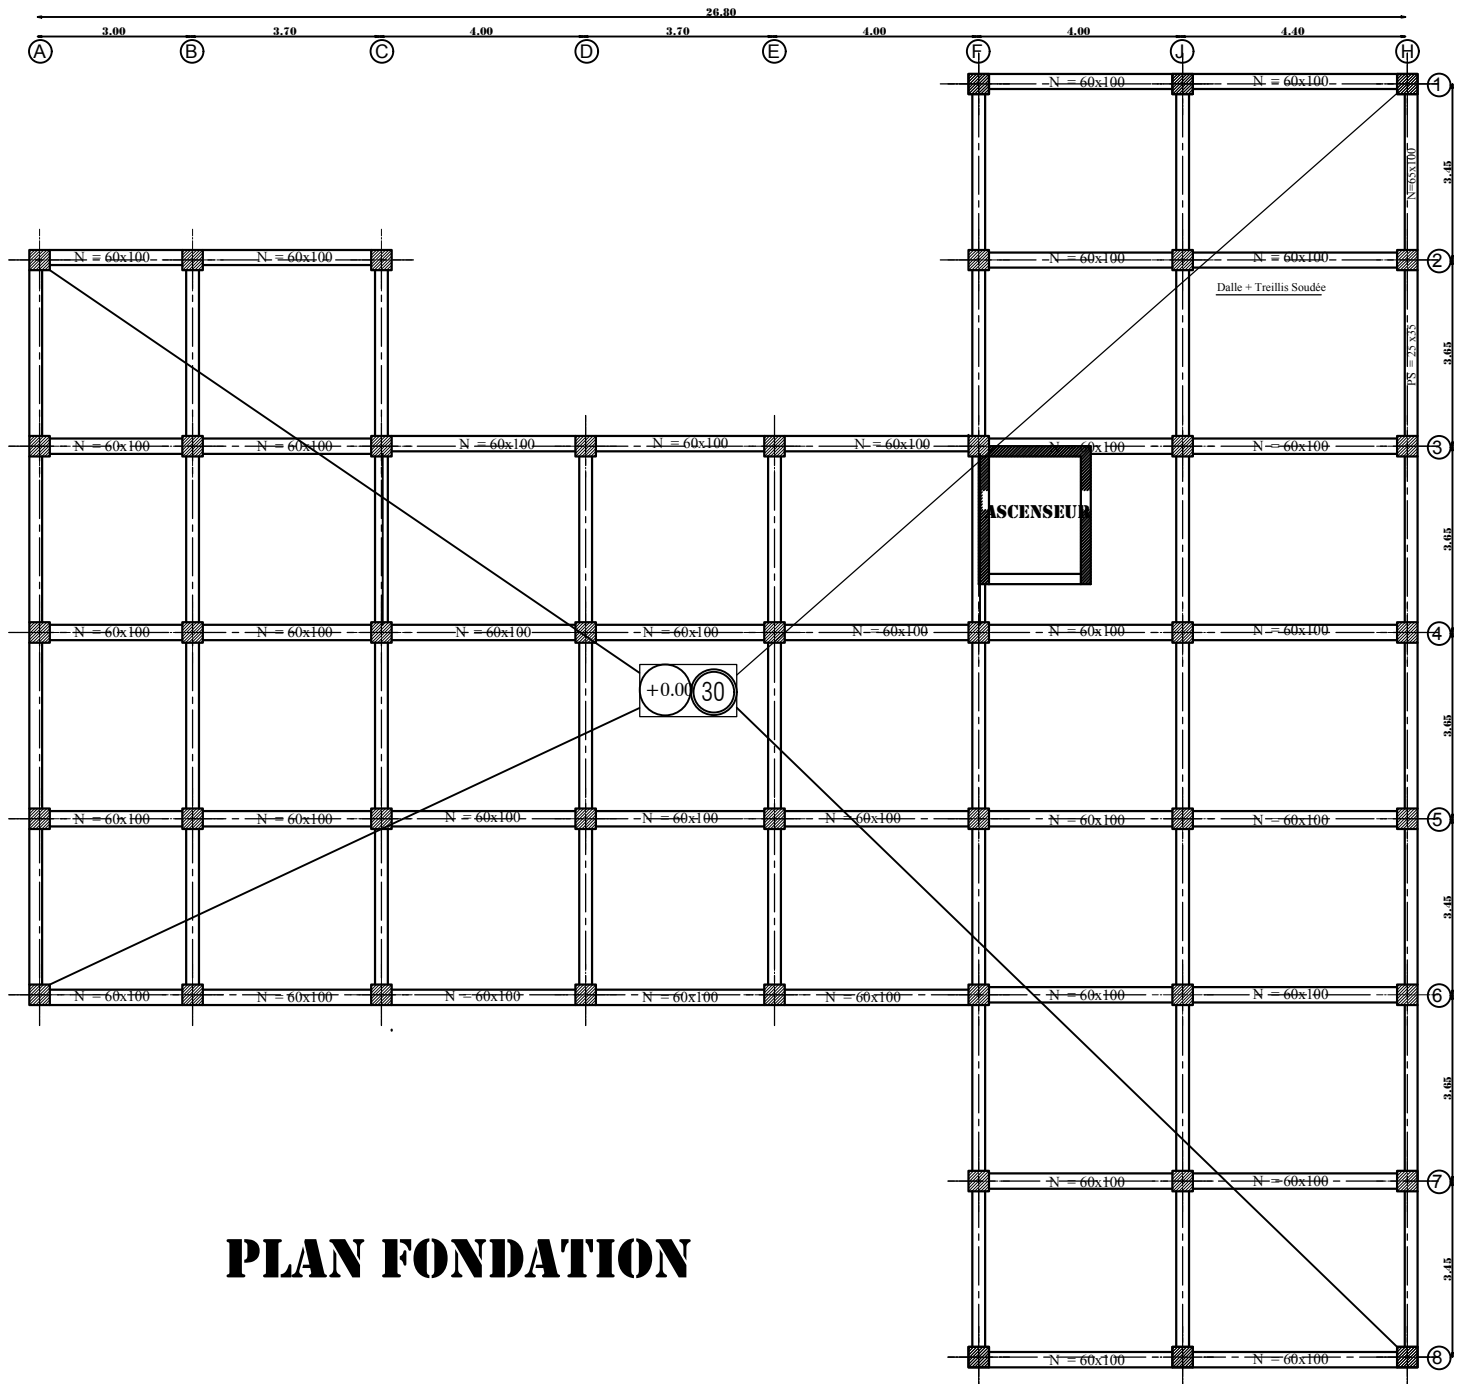 26.80
3.00 3.70 4.00 3.70 4.00 4.00 4.40
A B C D E F J H
N = 60x100 N = 60x100 1
3.45
N=65x100
N = 60x100 N = 60x100 N = 60x100 N = 60x100 2
Dalle + Treillis Soudée
3.65
PS = 25 x35
N = 60x100 N = 60x100 N = 60x100 N = 60x100 N = 60x100 N = 60x100 N = 60x100 3
ASCENSEUR
3.65
N = 60x100 N = 60x100 N = 60x100 N = 60x100 N = 60x100 N = 60x100 N = 60x100 4
+0.00 30
3.65
N = 60x100 N = 60x100 N = 60x100 N = 60x100 N = 60x100 N = 60x100 N = 60x100 5
3.45
N = 60x100 N = 60x100 N = 60x100 N = 60x100 N = 60x100 N = 60x100 N = 60x100 6
3.65
N = 60x100 N = 60x100 7
PLAN FONDATION
3.45
N = 60x100 N = 60x100 8